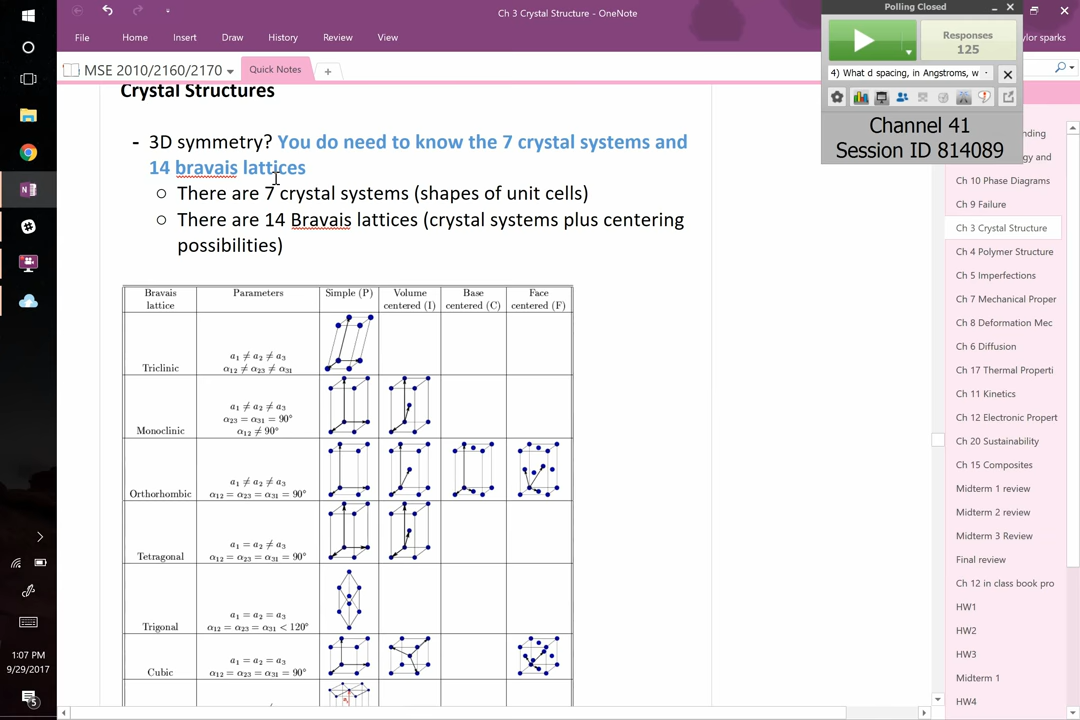 Ch 3 Crystal Structure - OneNote
Polling Closed
File Home Insert Draw History Review View
Responses
125
ylor sparks
MSE 2010/2160/2170
Quick Notes
4) What d spacing, in Angstroms, w
Channel 41
Session ID 814089
Crystal Structures
- 3D symmetry? You do need to know the 7 crystal systems and
14 bravais lattices
There are 7 crystal systems (shapes of unit cells)
There are 14 Bravais lattices (crystal systems plus centering
possibilities)
Bravais lattice Parameters Simple (P) Volume centered (I) Base centered (C) Face centered (F)
Triclinic
a₁ ≠ a₂ ≠ a₃
α₁₂ ≠ α₂₃ ≠ α₃₁
Monoclinic
a₁ ≠ a₂ ≠ a₃
α₂₃ = α₃₁ = 90°
α₁₂ ≠ 90°
Orthorhombic
a₁ ≠ a₂ ≠ a₃
α₁₂ = α₂₃ = α₃₁ = 90°
Tetragonal
a₁ = a₂ ≠ a₃
α₁₂ = α₂₃ = α₃₁ = 90°
Trigonal
a₁ = a₂ = a₃
α₁₂ = α₂₃ = α₃₁ < 120°
Cubic
a₁ = a₂ = a₃
α₁₂ = α₂₃ = α₃₁ = 90°
nding
gy and
Ch 10 Phase Diagrams
Ch 9 Failure
Ch 3 Crystal Structure
Ch 4 Polymer Structure
Ch 5 Imperfections
Ch 7 Mechanical Proper
Ch 8 Deformation Mec
Ch 6 Diffusion
Ch 17 Thermal Properti
Ch 11 Kinetics
Ch 12 Electronic Propert
Ch 20 Sustainability
Ch 15 Composites
Midterm 1 review
Midterm 2 review
Midterm 3 Review
Final review
Ch 12 in class book pro
HW1
HW2
HW3
Midterm 1
HW4
1:07 PM
9/29/2017
5